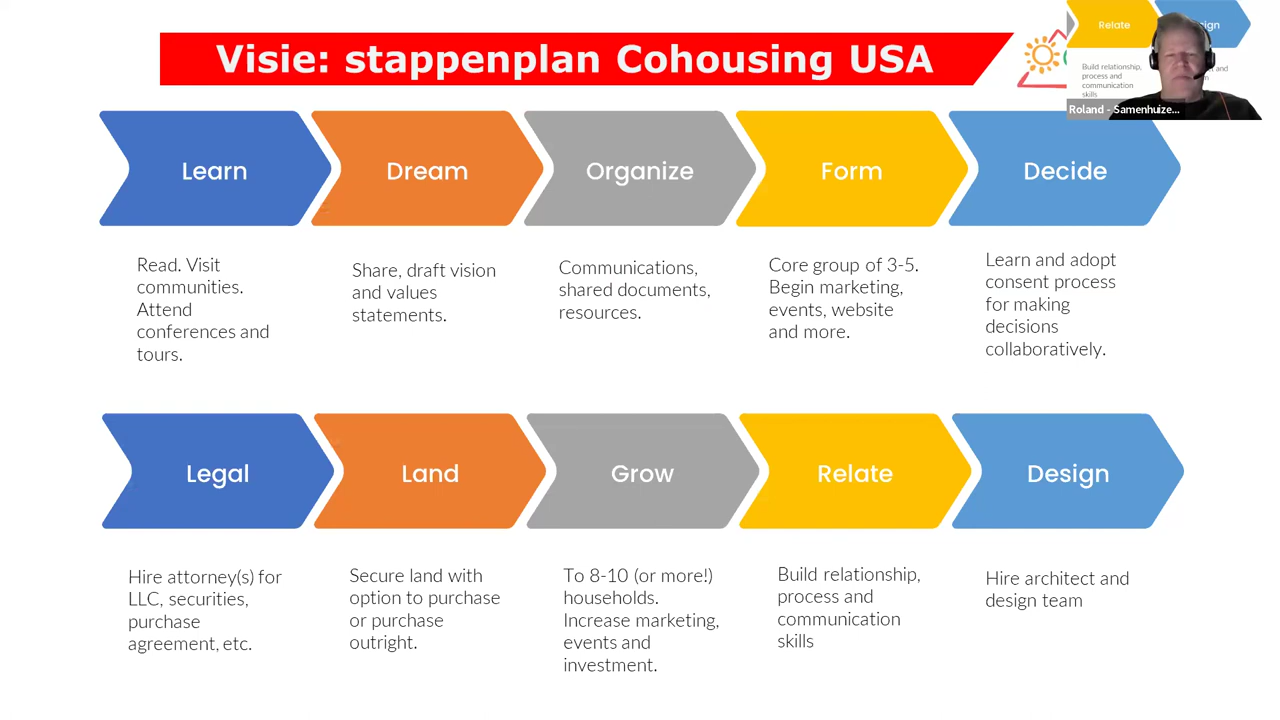 Visie: stappenplan Cohousing USA
Relate
Build relationship,
process and
communication
skills
Roland - Samenhuize...
Learn
Dream
Organize
Form
Decide
Read. Visit
communities.
Attend
conferences and
tours.
Share, draft vision
and values
statements.
Communications,
shared documents,
resources.
Core group of 3-5.
Begin marketing,
events, website
and more.
Learn and adopt
consent process
for making
decisions
collaboratively.
Legal
Land
Grow
Relate
Design
Hire attorney(s) for
LLC, securities,
purchase
agreement, etc.
Secure land with
option to purchase
or purchase
outright.
To 8-10 (or more!)
households.
Increase marketing,
events and
investment.
Build relationship,
process and
communication
skills
Hire architect and
design team